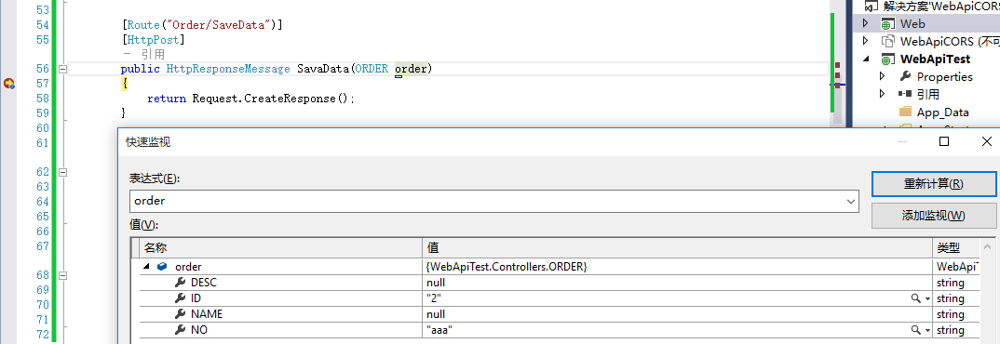 53
54 [Route("Order/SaveData")]
55 [HttpPost]
— 引用
56 public HttpResponseMessage SavaData(ORDER order)
57 {
58 return Request.CreateResponse();
59 }
60
61
62
63
64
65
66
67
68
69
70
71
72
解决方案'WebApiCORS
Web
WebApiCORS (不可
WebApiTest
Properties
引用
App_Data
快速监视
表达式(E):
order
重新计算(R)
添加监视(W)
值(V):
名称 值 类型
order {WebApiTest.Controllers.ORDER} WebApiT
DESC null string
ID "2" string
NAME null string
NO "aaa" string